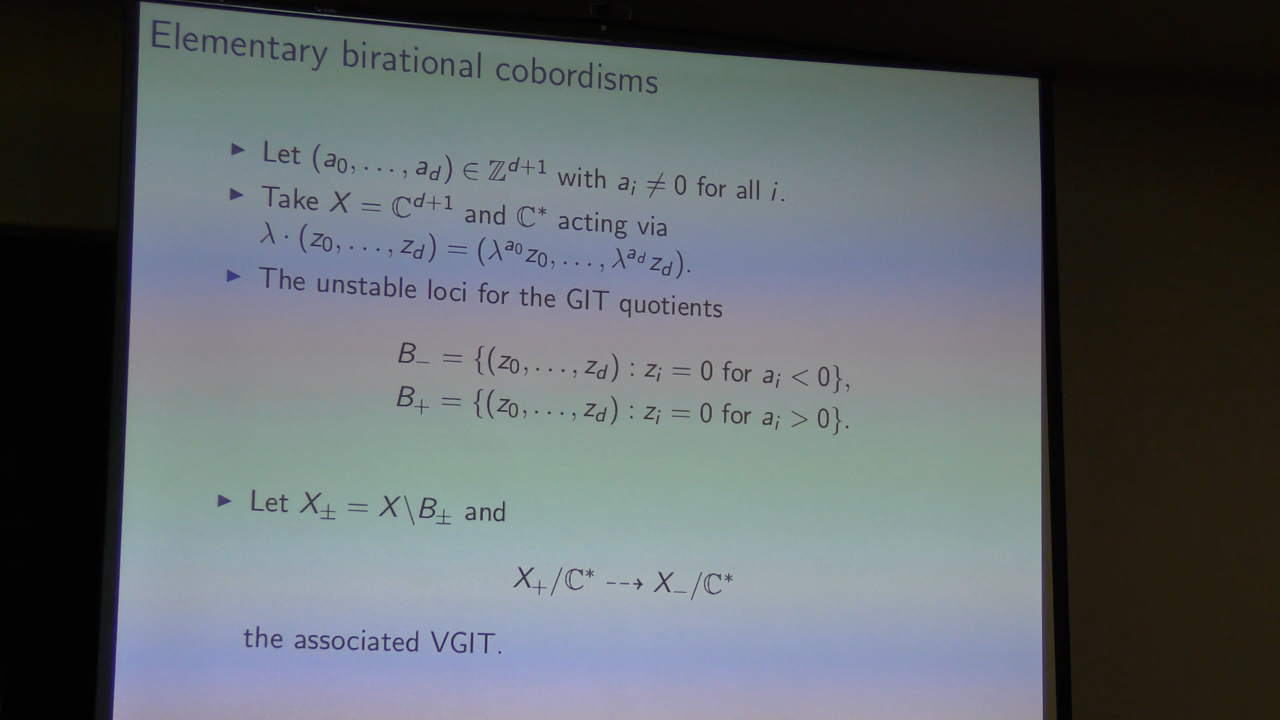 Elementary birational cobordisms
▶ Let (a₀, . . . , a_d) ∈ ℤ^{d+1} with a_i ≠ 0 for all i.
▶ Take X = ℂ^{d+1} and ℂ* acting via
λ · (z₀, . . . , z_d) = (λ^{a₀}z₀, . . . , λ^{a_d}z_d).
▶ The unstable loci for the GIT quotients
B₋ = {(z₀, . . . , z_d) : z_i = 0 for a_i < 0},
B₊ = {(z₀, . . . , z_d) : z_i = 0 for a_i > 0}.
▶ Let X_± = X\B_± and
X₊/ℂ* ⇢ X₋/ℂ*
the associated VGIT.